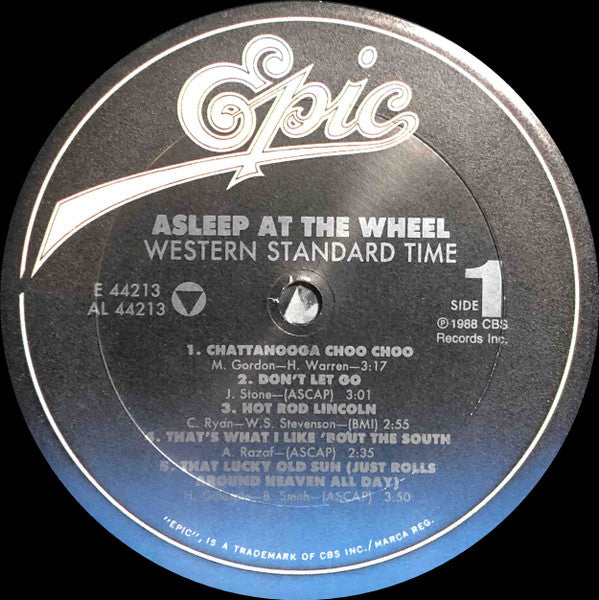 Epic
ASLEEP AT THE WHEEL
WESTERN STANDARD TIME
E 44213
AL 44213
SIDE 1
℗ 1988 CBS
Records Inc.
1. CHATTANOOGA CHOO CHOO
M. Gordon—H. Warren—3:17
2. DON'T LET GO
J. Stone—(ASCAP) 3:01
3. HOT ROD LINCOLN
C. Ryan—W.S. Stevenson—(BMI) 2:55
4. THAT'S WHAT I LIKE 'BOUT THE SOUTH
A. Razaf—(ASCAP) 2:35
5. THAT LUCKY OLD SUN (JUST ROLLS
AROUND HEAVEN ALL DAY)
H. Gillespie—B. Smith—(ASCAP) 3:50
"EPIC", IS A TRADEMARK OF CBS INC./MARCA REG.